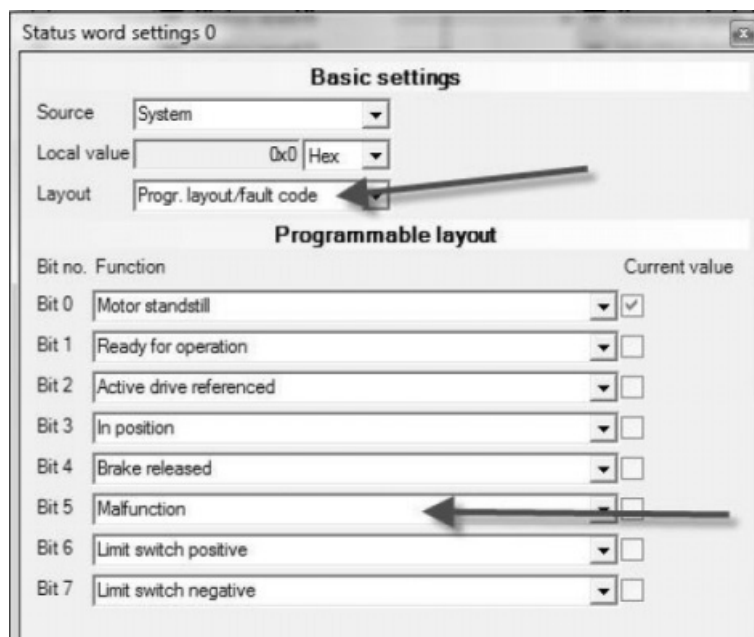 Status word settings 0
Basic settings
Source System
Local value 0x0 Hex
Layout Progr. layout/fault code
Programmable layout
Bit no. Function Current value
Bit 0 Motor standstill
Bit 1 Ready for operation
Bit 2 Active drive referenced
Bit 3 In position
Bit 4 Brake released
Bit 5 Malfunction
Bit 6 Limit switch positive
Bit 7 Limit switch negative